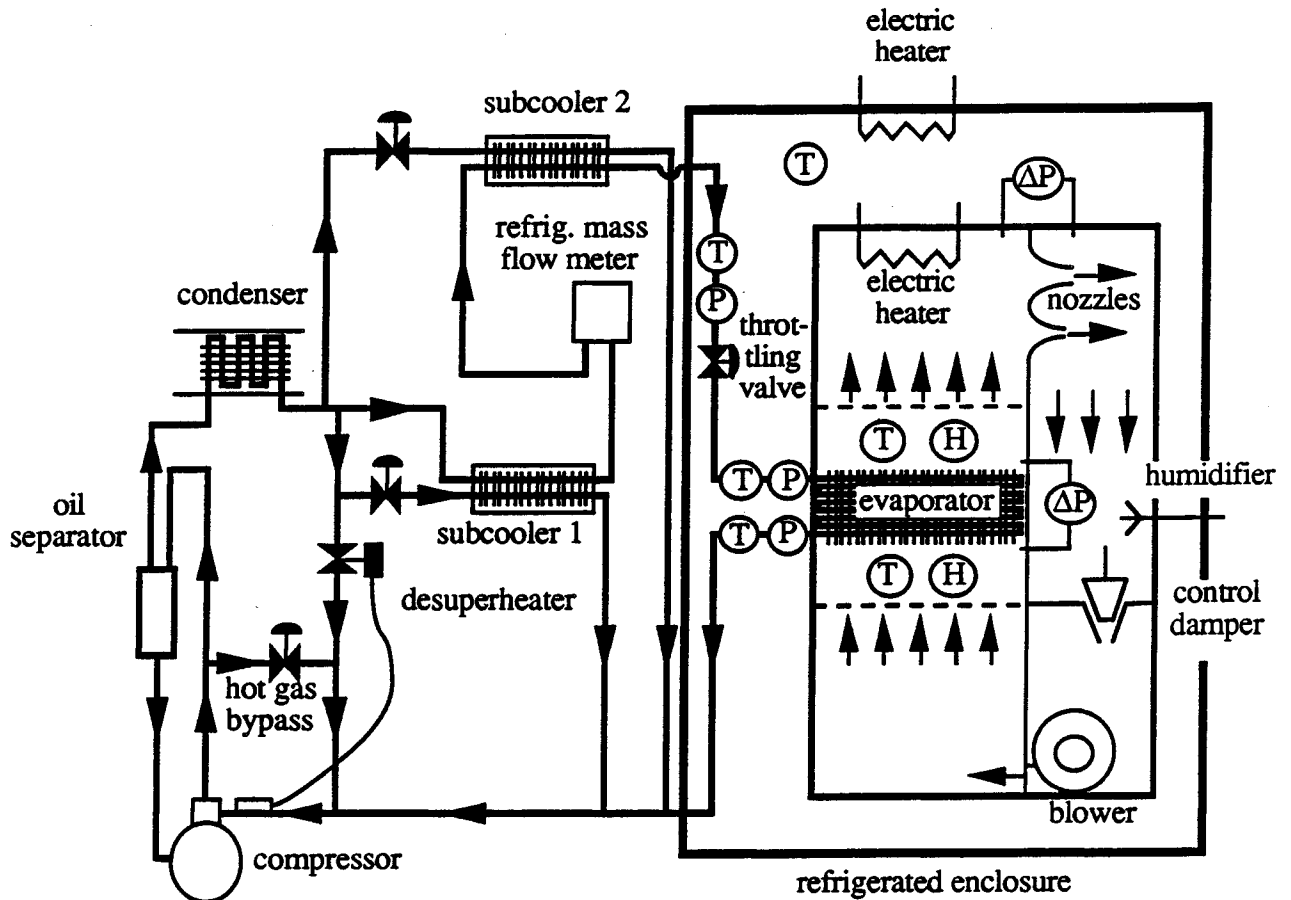 electric
heater
subcooler 2
T
ΔP
refrig. mass
flow meter
T
electric
heater
nozzles
condenser
P
throt-
tling
valve
T
H
humidifier
oil
separator
T
P
evaporator
ΔP
subcooler 1
T
P
T
H
desuperheater
control
damper
hot gas
bypass
blower
compressor
refrigerated enclosure